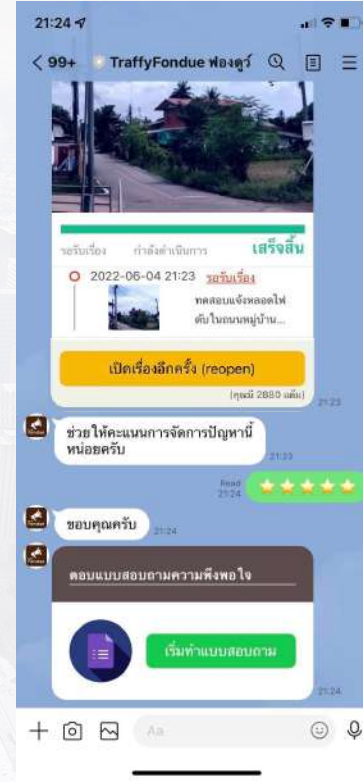 21:24
99+
TraffyFondue ฟองดูว์
รอรับเรื่อง
กำลังดำเนินการ
เสร็จสิ้น
2022-06-04 21:23 รอรับเรื่อง
ทดสอบแจ้งหลอดไฟ
ดับในถนนหมู่บ้าน...
เปิดเรื่องอีกครั้ง (reopen)
(คุณมี 2880 แต้ม)
21:23
ช่วยให้คะแนนการจัดการปัญหานี้
หน่อยครับ
21:23
Read
21:24
ขอบคุณครับ
21:24
ตอบแบบสอบถามความพึงพอใจ
เริ่มทำแบบสอบถาม
21:24
Aa